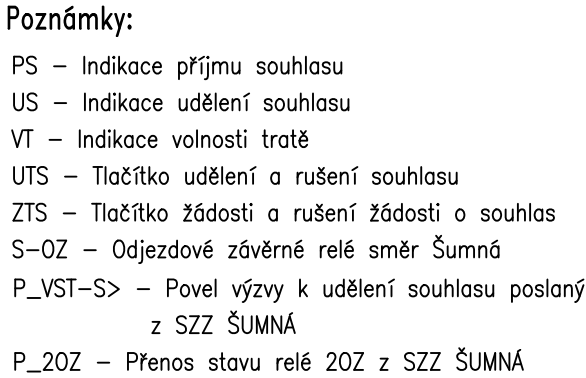 Poznámky:
PS – Indikace příjmu souhlasu
US – Indikace udělení souhlasu
VT – Indikace volnosti tratě
UTS – Tlačítko udělení a rušení souhlasu
ZTS – Tlačítko žádosti a rušení žádosti o souhlas
S–OZ – Odjezdové závěrné relé směr Šumná
P_VST–S> – Povel výzvy k udělení souhlasu poslaný
z SZZ ŠUMNÁ
P_2OZ – Přenos stavu relé 2OZ z SZZ ŠUMNÁ